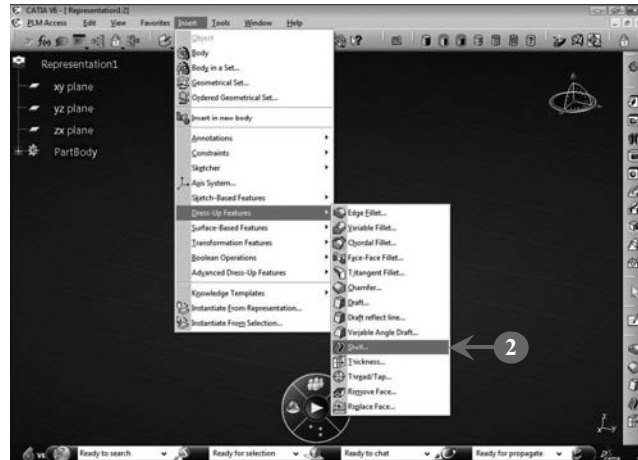 CATIA V6 - [Representation1.2]
PLM Access Edit View Favorites Insert Tools Window Help
Object
Body
Body in a Set...
Geometrical Set...
Ordered Geometrical Set...
Insert in new body
Annotations
Constraints
Sketcher
Axis System...
Sketch-Based Features
Dress-Up Features
Surface-Based Features
Transformation Features
Boolean Operations
Advanced Dress-Up Features
Knowledge Templates
Instantiate From Representation...
Instantiate From Selection...
Representation1
xy plane
yz plane
zx plane
PartBody
Edge Fillet...
Variable Fillet...
Chordal Fillet...
Face-Face Fillet...
Tritangent Fillet...
Chamfer...
Draft...
Draft reflect line...
Variable Angle Draft...
Shell...
Thickness...
Thread/Tap...
Remove Face...
Replace Face...
2
V6 Ready to search Ready for selection Ready to chat Ready for propagate